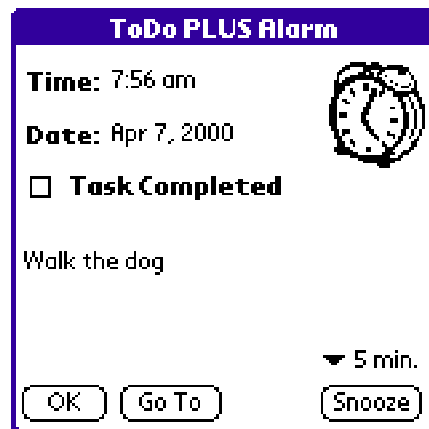 ToDo PLUS Alarm
Time: 7:56 am
Date: Apr 7, 2000
Task Completed
Walk the dog
5 min.
OK Go To Snooze